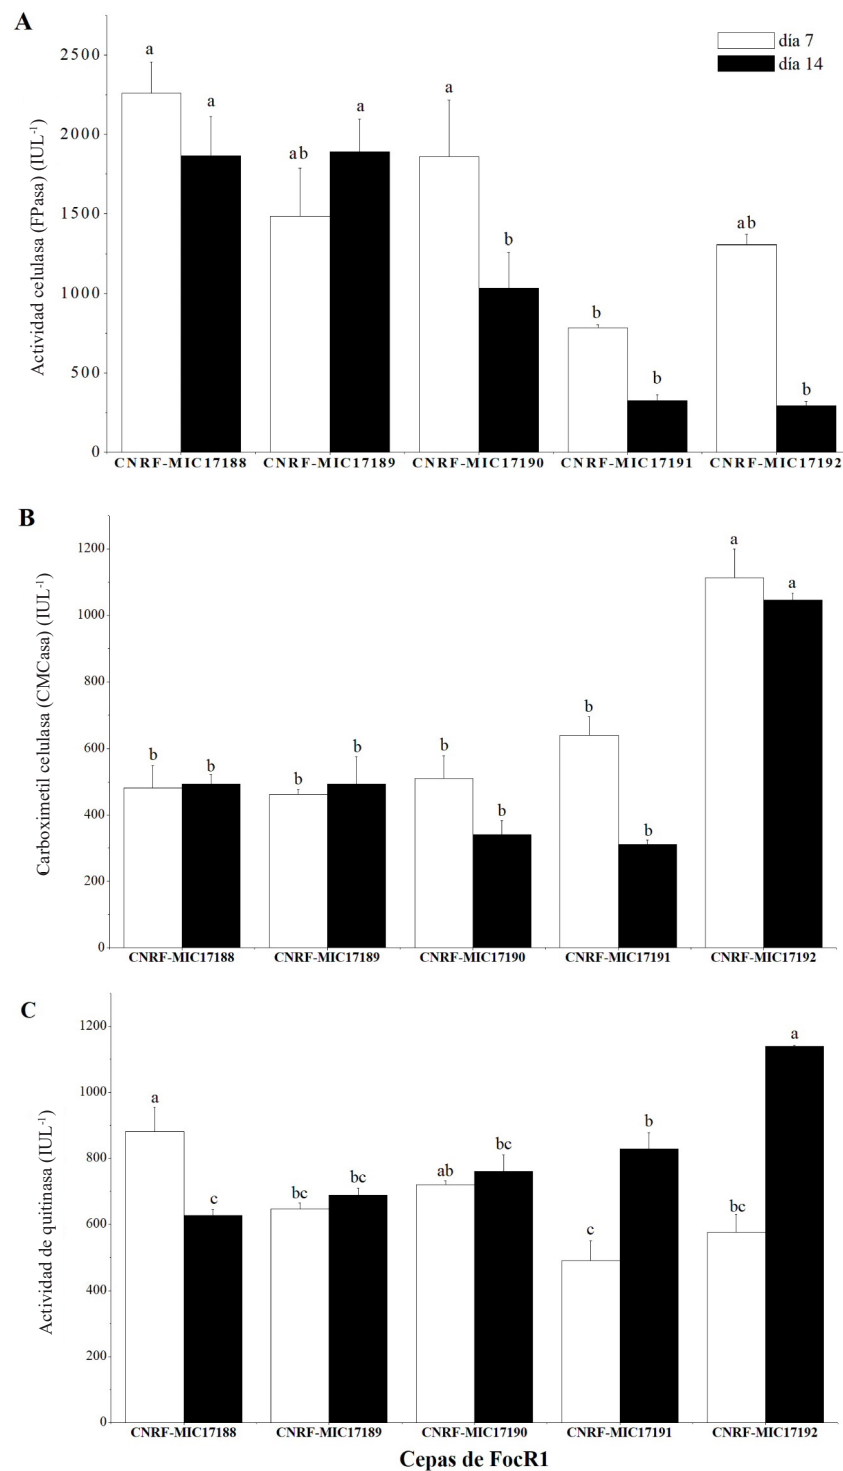 A
día 7
día 14
Actividad celulasa (FPasa) (IUL⁻¹)
2500
2000
1500
1000
500
0
a
a
ab
a
a
b
b
b
ab
b
CNRF-MIC17188 CNRF-MIC17189 CNRF-MIC17190 CNRF-MIC17191 CNRF-MIC17192
B
Carboximetil celulasa (CMCasa) (IUL⁻¹)
1200
1000
800
600
400
200
0
b
b
b
b
b
b
b
b
a
a
CNRF-MIC17188 CNRF-MIC17189 CNRF-MIC17190 CNRF-MIC17191 CNRF-MIC17192
C
Actividad de quitinasa (IUL⁻¹)
1200
1000
800
600
400
200
0
a
c
bc
bc
ab
bc
c
b
bc
a
CNRF-MIC17188 CNRF-MIC17189 CNRF-MIC17190 CNRF-MIC17191 CNRF-MIC17192
Cepas de FocR1